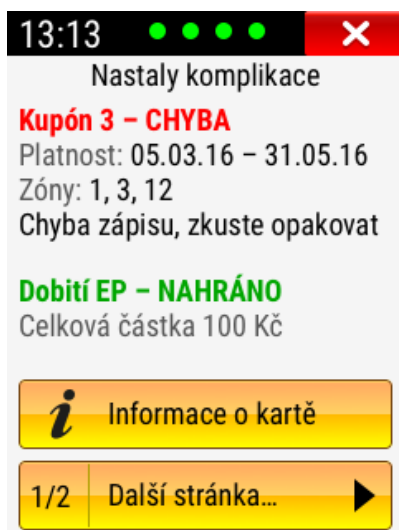 13:13
Nastaly komplikace
Kupón 3 – CHYBA
Platnost: 05.03.16 – 31.05.16
Zóny: 1, 3, 12
Chyba zápisu, zkuste opakovat
Dobití EP – NAHRÁNO
Celková částka 100 Kč
i Informace o kartě
1/2 Další stránka...